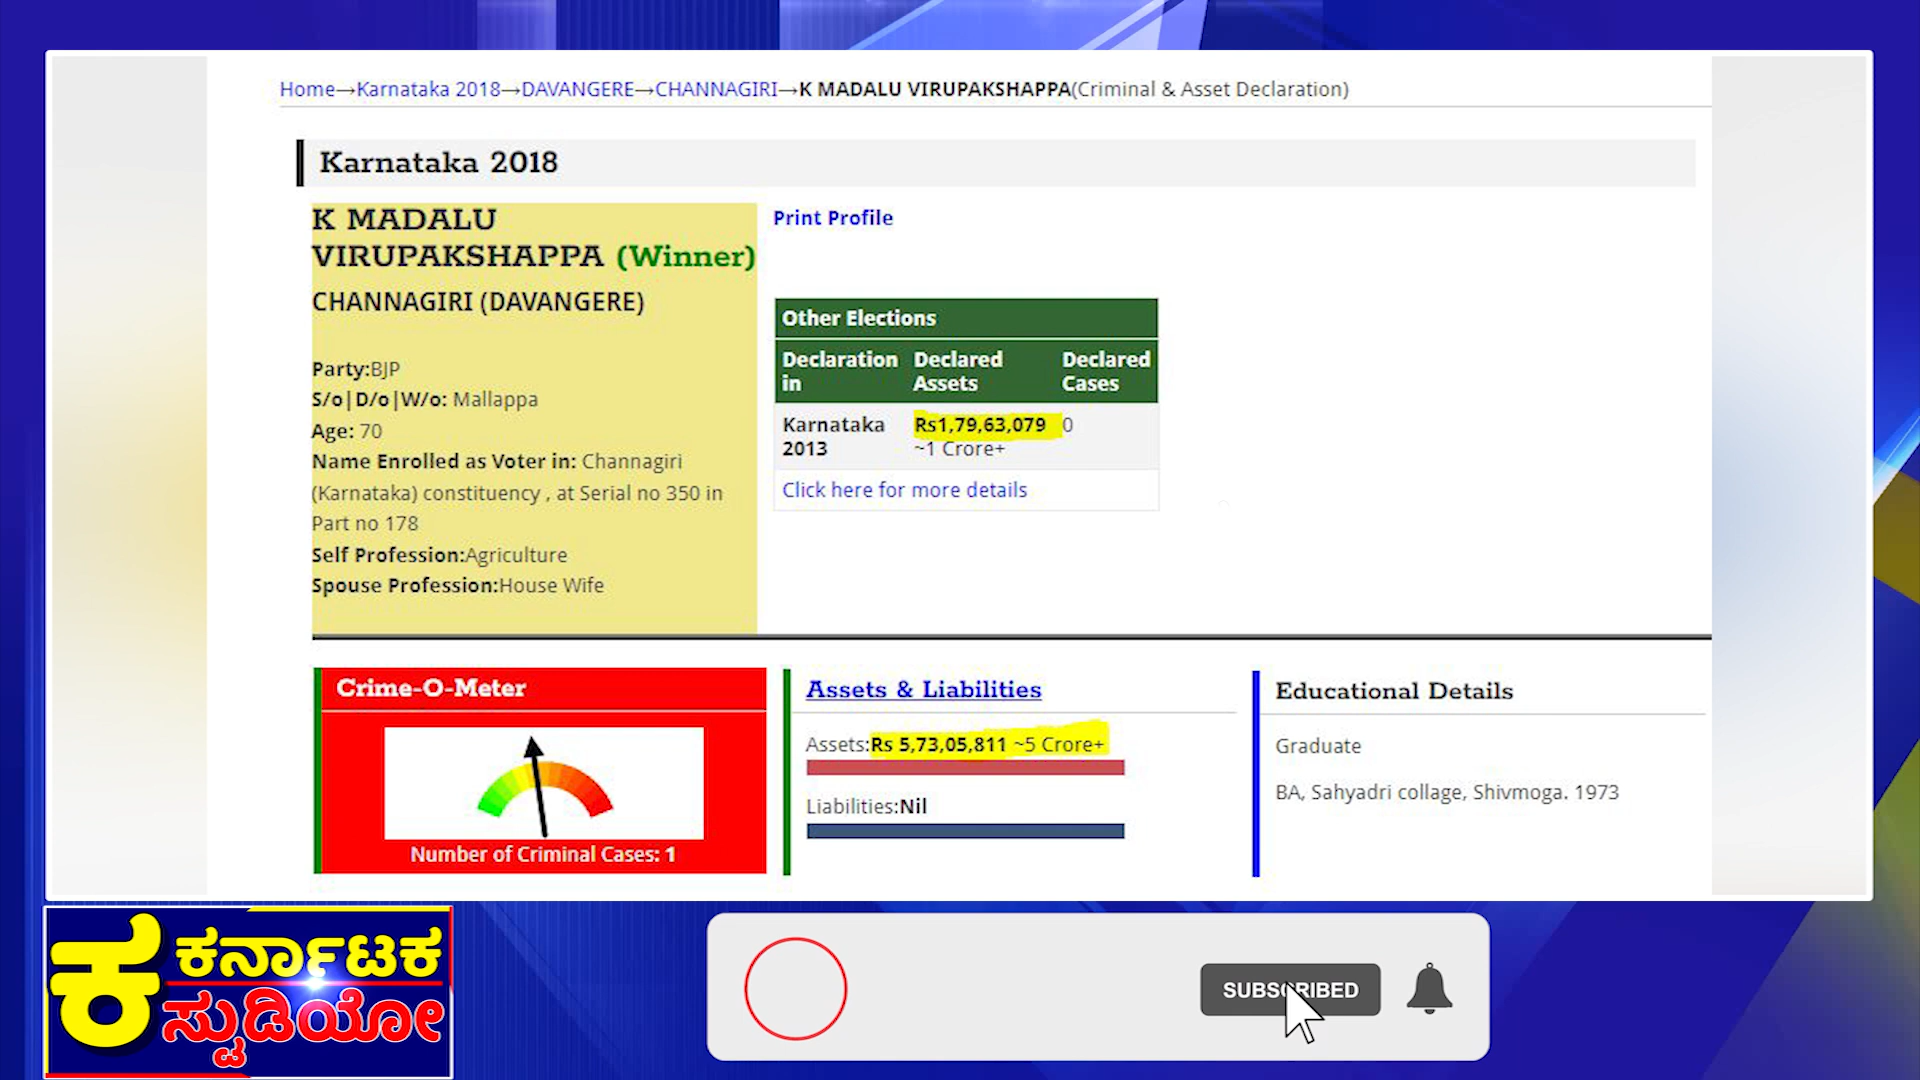 Home→Karnataka 2018→DAVANGERE→CHANNAGIRI→K MADALU VIRUPAKSHAPPA(Criminal & Asset Declaration)
Karnataka 2018
K MADALU
VIRUPAKSHAPPA (Winner)
CHANNAGIRI (DAVANGERE)
Party:BJP
S/o|D/o|W/o: Mallappa
Age: 70
Name Enrolled as Voter in: Channagiri
(Karnataka) constituency , at Serial no 350 in
Part no 178
Self Profession:Agriculture
Spouse Profession:House Wife
Print Profile
Other Elections
Declaration in Declared Assets Declared Cases
Karnataka 2013 Rs1,79,63,079 ~1 Crore+ 0
Click here for more details
Crime-O-Meter
Number of Criminal Cases: 1
Assets & Liabilities
Assets:Rs 5,73,05,811 ~5 Crore+
Liabilities:Nil
Educational Details
Graduate
BA, Sahyadri collage, Shivmoga. 1973
ಕ ಕರ್ನಾಟಕ
ಸ್ಟುಡಿಯೋ
SUBSCRIBED